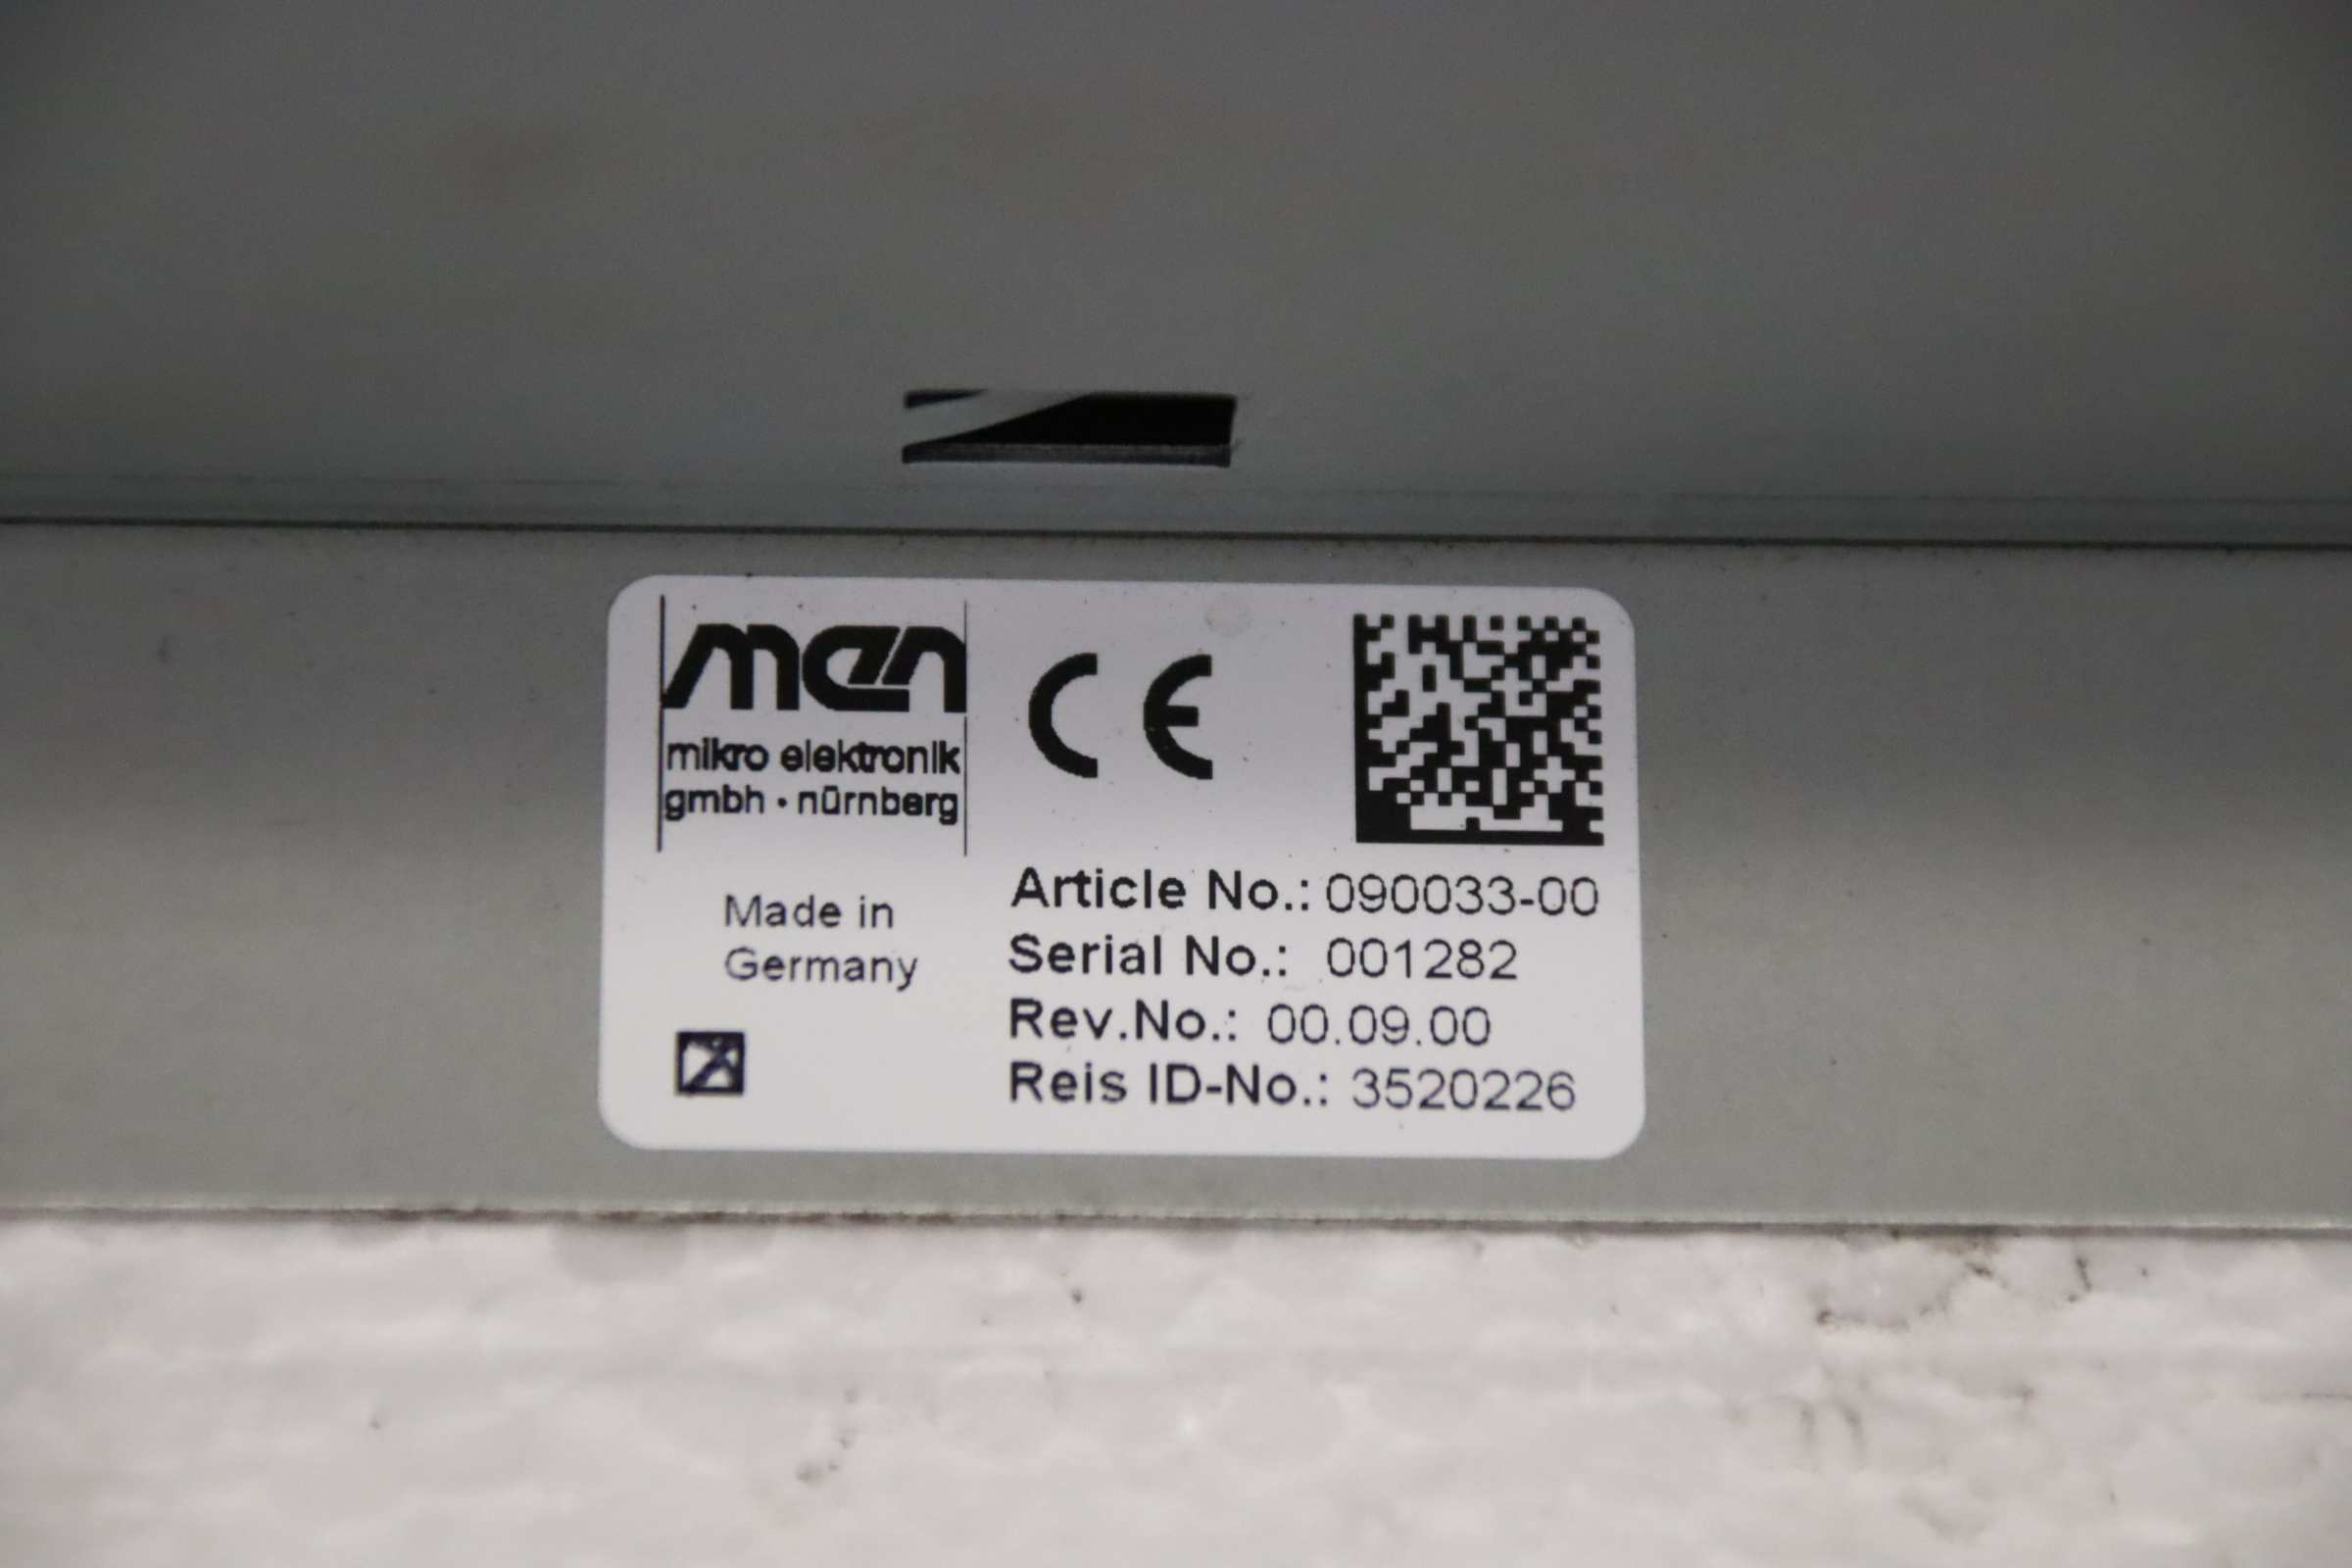 men
mikro elektronik
gmbh • nürnberg
CE
Made in
Germany
Article No.: 090033-00
Serial No.: 001282
Rev.No.: 00.09.00
Reis ID-No.: 3520226